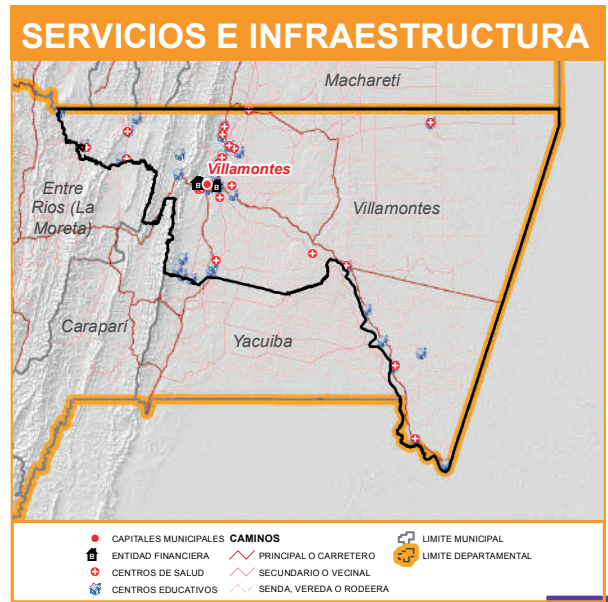 SERVICIOS E INFRAESTRUCTURA
Macharetí
Villamontes
Entre
Rios (La
Moreta)
Villamontes
Caraparí
Yacuiba
CAPITALES MUNICIPALES
ENTIDAD FINANCIERA
CENTROS DE SALUD
CENTROS EDUCATIVOS
CAMINOS
PRINCIPAL O CARRETERO
SECUNDARIO O VECINAL
SENDA, VEREDA O RODEERA
LIMITE MUNICIPAL
LIMITE DEPARTAMENTAL